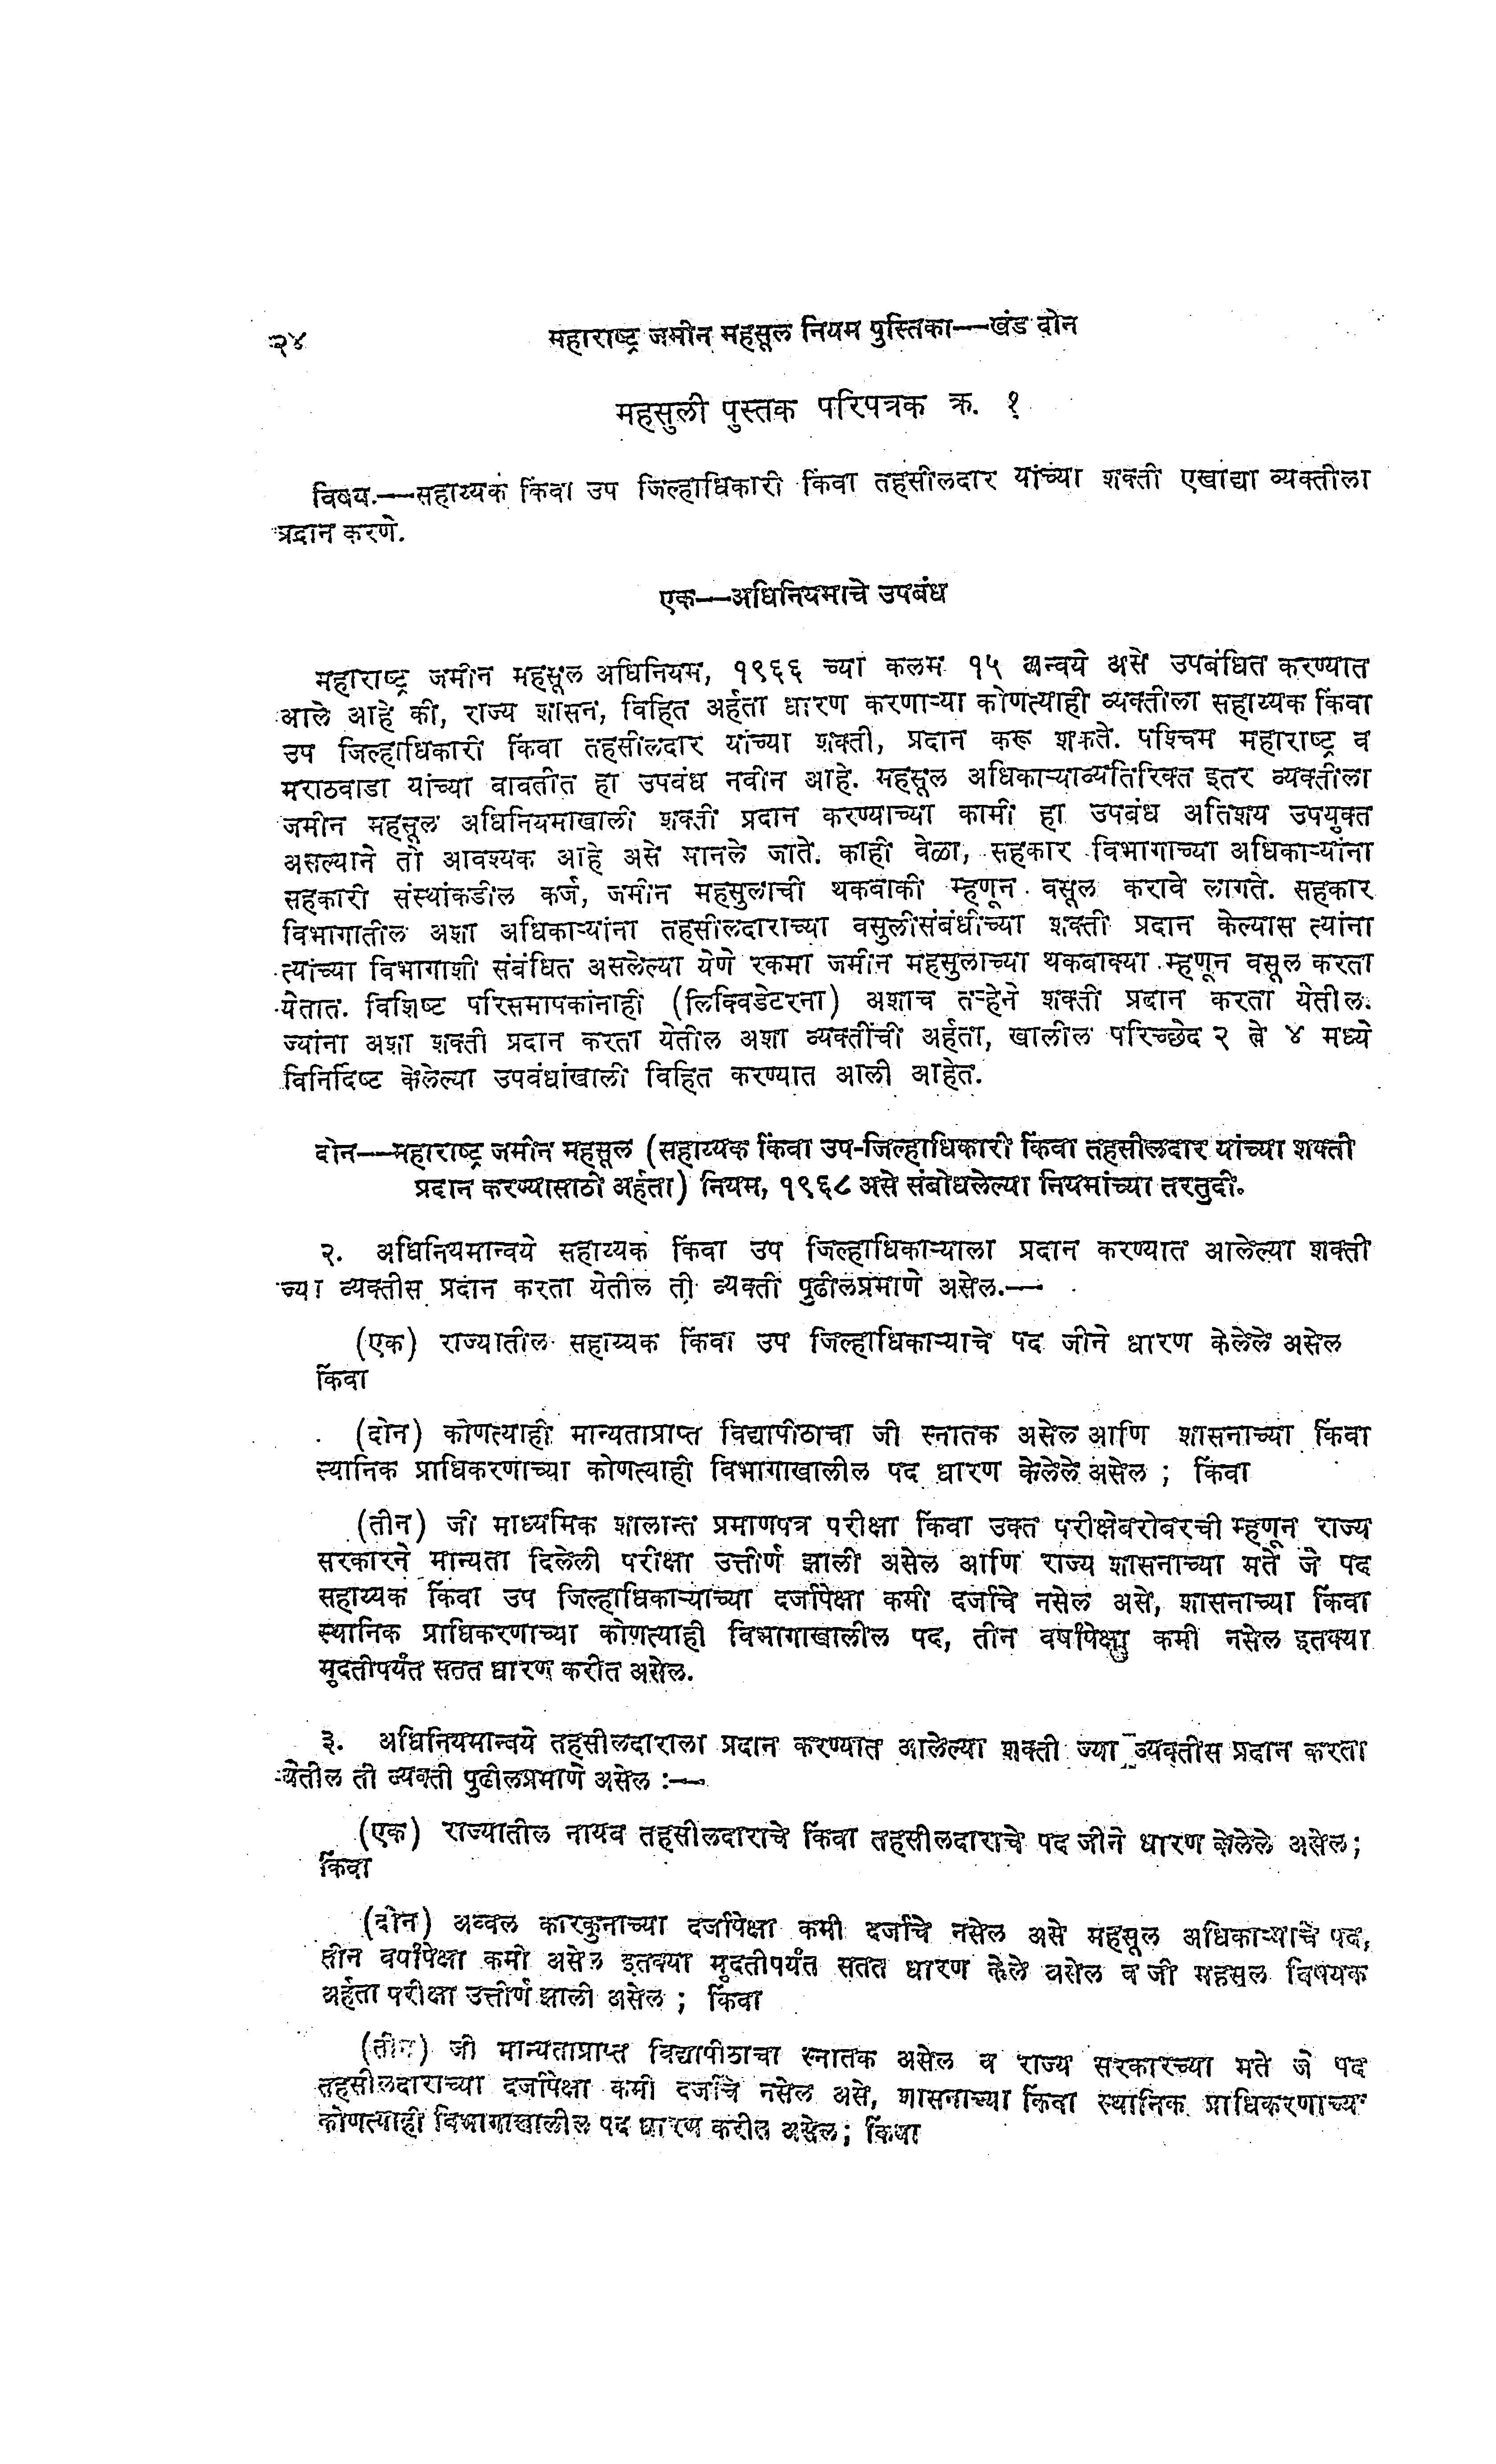 २४
महाराष्ट्र जमीन महसूल नियम पुस्तिका—खंड दोन
महसुली पुस्तक परिपत्रक क्र. १
विषय.—सहाय्यक किंवा उप जिल्हाधिकारी किंवा तहसीलदार यांच्या शक्ती एखाद्या व्यक्तीला
प्रदान करणे.
एक—अधिनियमाचे उपबंध
महाराष्ट्र जमीन महसूल अधिनियम, १९६६ च्या कलम १५ अन्वये असे उपबंधित करण्यात
आले आहे की, राज्य शासन, विहित अर्हता धारण करणाऱ्या कोणत्याही व्यक्तीला सहाय्यक किंवा
उप जिल्हाधिकारी किंवा तहसीलदार यांच्या शक्ती, प्रदान करू शकते. पश्चिम महाराष्ट्र व
मराठवाडा यांच्या बाबतीत हा उपबंध नवीन आहे. महसूल अधिकाऱ्याव्यतिरिक्त इतर व्यक्तीला
जमीन महसूल अधिनियमाखाली शक्ती प्रदान करण्याच्या कामी हा उपबंध अतिशय उपयुक्त
असल्याने तो आवश्यक आहे असे मानले जाते. काही वेळा, सहकार विभागाच्या अधिकाऱ्यांना
सहकारी संस्थांकडील कर्ज, जमीन महसुलाची थकबाकी म्हणून वसूल करावे लागते. सहकार
विभागातील अशा अधिकाऱ्यांना तहसीलदाराच्या वसुलीसंबंधीच्या शक्ती प्रदान केल्यास त्यांना
त्यांच्या विभागाशी संबंधित असलेल्या येणे रकमा जमीन महसुलाच्या थकबाक्या म्हणून वसूल करता
येतात. विशिष्ट परिसमापकांनाही (लिक्विडेटरना) अशाच तऱ्हेने शक्ती प्रदान करता येतील.
ज्यांना अशा शक्ती प्रदान करता येतील अशा व्यक्तींची अर्हता, खालील परिच्छेद २ ते ४ मध्ये
विनिर्दिष्ट केलेल्या उपबंधांखाली विहित करण्यात आली आहेत.
दोन—महाराष्ट्र जमीन महसूल (सहाय्यक किंवा उप-जिल्हाधिकारी किंवा तहसीलदार यांच्या शक्ती
प्रदान करण्यासाठी अर्हता) नियम, १९६८ असे संबोधलेल्या नियमांच्या तरतुदी.
२. अधिनियमान्वये सहाय्यक किंवा उप जिल्हाधिकाऱ्याला प्रदान करण्यात आलेल्या शक्ती
ज्या व्यक्तीस प्रदान करता येतील ती व्यक्ती पुढीलप्रमाणे असेल.—
(एक) राज्यातील सहाय्यक किंवा उप जिल्हाधिकाऱ्याचे पद जीने धारण केलेले असेल
किंवा
(दोन) कोणत्याही मान्यताप्राप्त विद्यापीठाचा जी स्नातक असेल आणि शासनाच्या किंवा
स्थानिक प्राधिकरणाच्या कोणत्याही विभागाखालील पद धारण केलेले असेल ; किंवा
(तीन) जी माध्यमिक शालान्त प्रमाणपत्र परीक्षा किंवा उक्त परीक्षेबरोबरची म्हणून राज्य
सरकारने मान्यता दिलेली परीक्षा उत्तीर्ण झाली असेल आणि राज्य शासनाच्या मते जे पद
सहाय्यक किंवा उप जिल्हाधिकाऱ्याच्या दर्जापेक्षा कमी दर्जाचे नसेल असे, शासनाच्या किंवा
स्थानिक प्राधिकरणाच्या कोणत्याही विभागाखालील पद, तीन वर्षांपेक्षा कमी नसेल इतक्या
मुदतीपर्यंत सतत धारण करीत असेल.
३. अधिनियमान्वये तहसीलदाराला प्रदान करण्यात आलेल्या शक्ती ज्या व्यक्तीस प्रदान करता
येतील ती व्यक्ती पुढीलप्रमाणे असेल :—
(एक) राज्यातील नायब तहसीलदाराचे किंवा तहसीलदाराचे पद जीने धारण केलेले असेल;
किंवा
(दोन) अव्वल कारकुनाच्या दर्जापेक्षा कमी दर्जाचे नसेल असे महसूल अधिकाऱ्याचे पद,
तीन वर्षांपेक्षा कमी असेल इतक्या मुदतीपर्यंत सतत धारण केले असेल व जी महसूल विषयक
अर्हता परीक्षा उत्तीर्ण झाली असेल ; किंवा
(तीन) जी मान्यताप्राप्त विद्यापीठाचा स्नातक असेल व राज्य सरकारच्या मते जे पद
तहसीलदाराच्या दर्जापेक्षा कमी दर्जाचे नसेल असे, शासनाच्या किंवा स्थानिक प्राधिकरणाच्या
कोणत्याही विभागाखालील पद धारण करीत असेल; किंवा